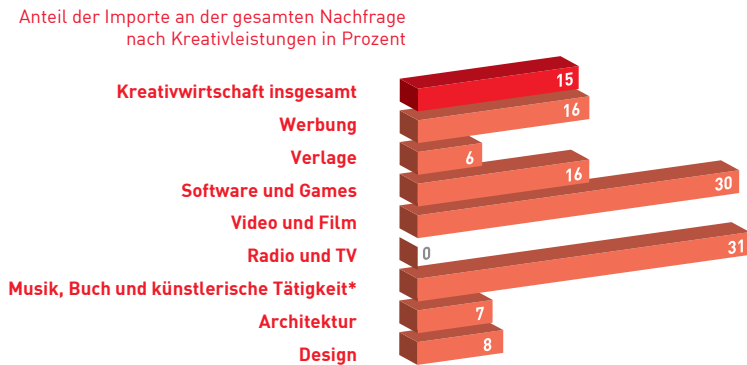 Anteil der Importe an der gesamten Nachfrage
nach Kreativleistungen in Prozent
Kreativwirtschaft insgesamt 15
Werbung 16
Verlage 6
Software und Games 16
Video und Film 30
Radio und TV 0
Musik, Buch und künstlerische Tätigkeit* 31
Architektur 7
Design 8